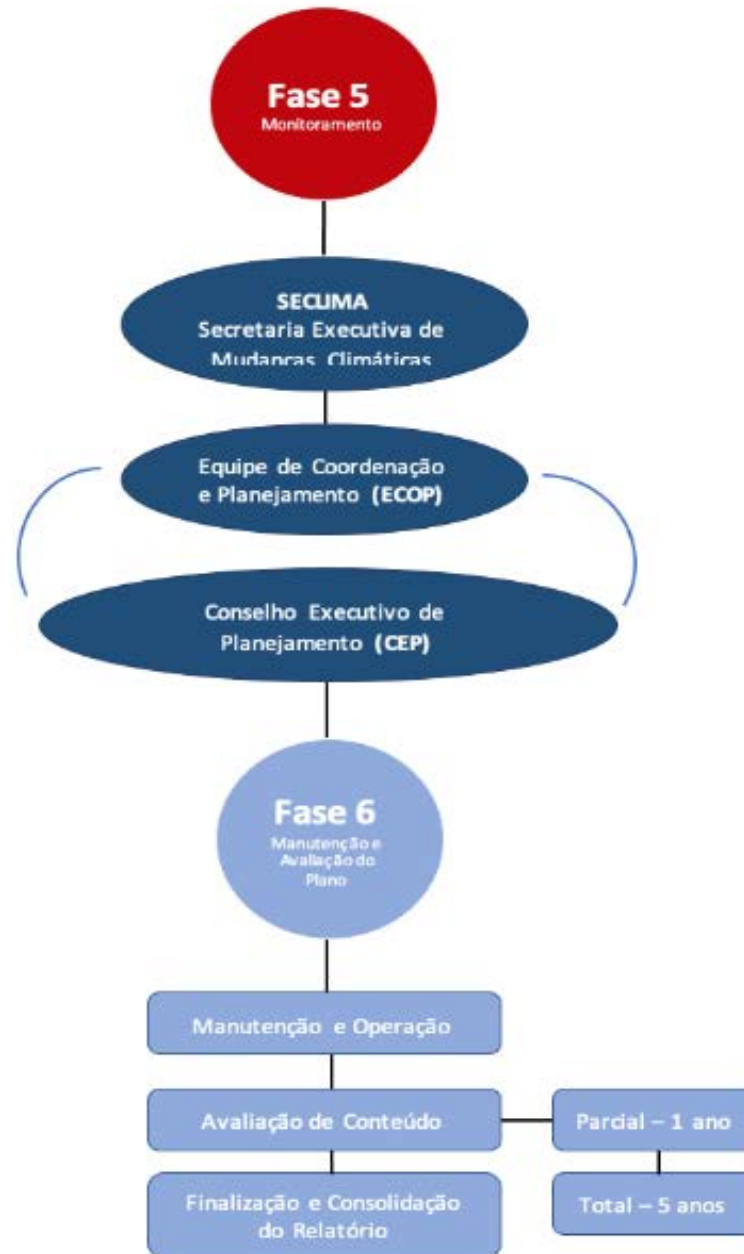 Fase 5
Monitoramento
SECLIMA
Secretaria Executiva de
Mudanças Climáticas
Equipe de Coordenação
e Planejamento (ECOP)
Conselho Executivo de
Planejamento (CEP)
Fase 6
Manutenção e
Avaliação do
Plano
Manutenção e Operação
Avaliação de Conteúdo
Parcial – 1 ano
Finalização e Consolidação
do Relatório
Total – 5 anos